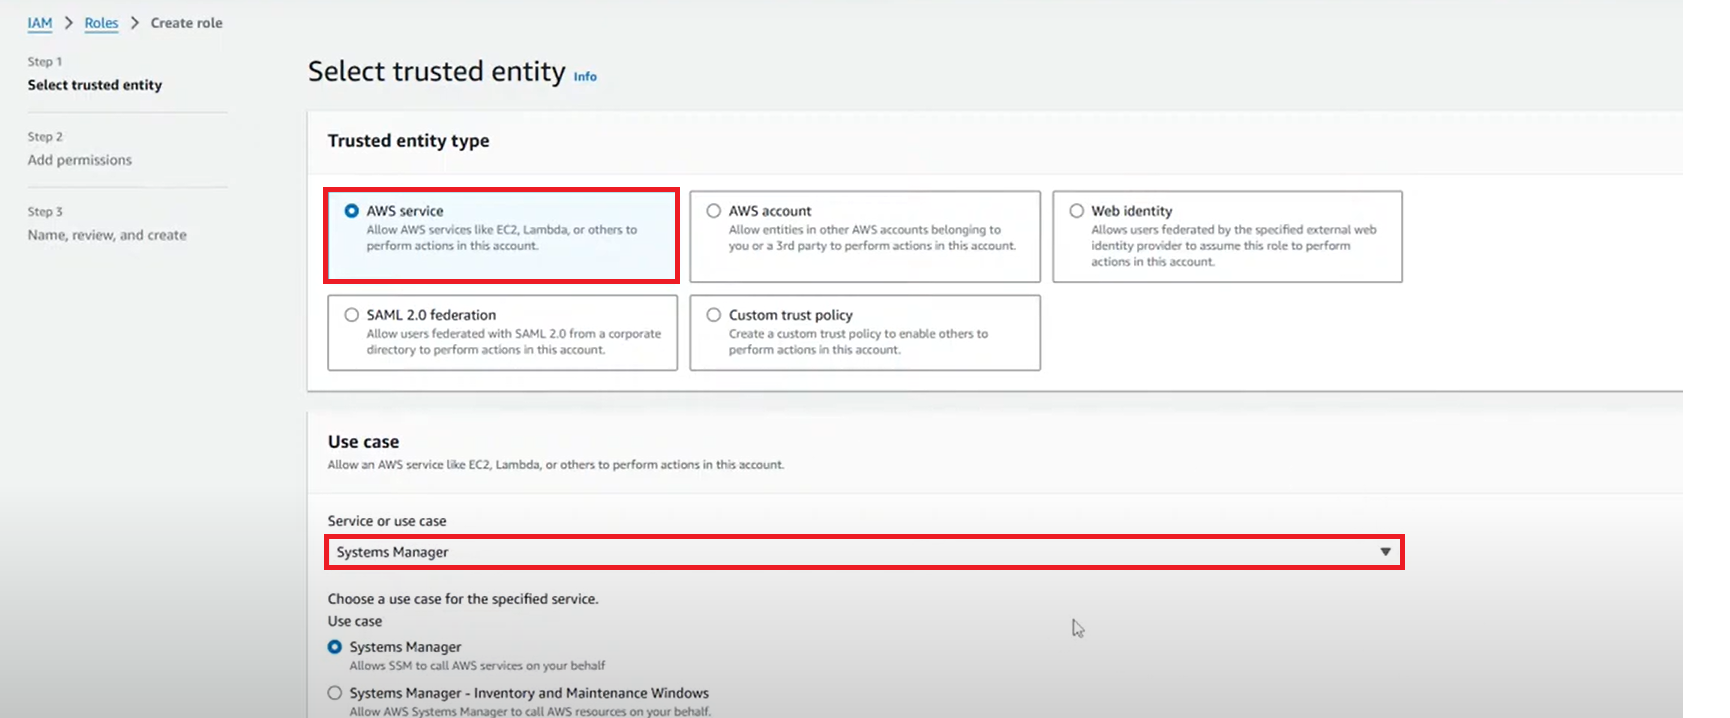 IAM > Roles > Create role
Step 1
Select trusted entity
Step 2
Add permissions
Step 3
Name, review, and create
Select trusted entity Info
Trusted entity type
AWS service
Allow AWS services like EC2, Lambda, or others to
perform actions in this account.
AWS account
Allow entities in other AWS accounts belonging to
you or a 3rd party to perform actions in this account.
Web identity
Allows users federated by the specified external web
identity provider to assume this role to perform
actions in this account.
SAML 2.0 federation
Allow users federated with SAML 2.0 from a corporate
directory to perform actions in this account.
Custom trust policy
Create a custom trust policy to enable others to
perform actions in this account.
Use case
Allow an AWS service like EC2, Lambda, or others to perform actions in this account.
Service or use case
Systems Manager
Choose a use case for the specified service.
Use case
Systems Manager
Allows SSM to call AWS services on your behalf
Systems Manager - Inventory and Maintenance Windows
Allow AWS Systems Manager to call AWS resources on your behalf.